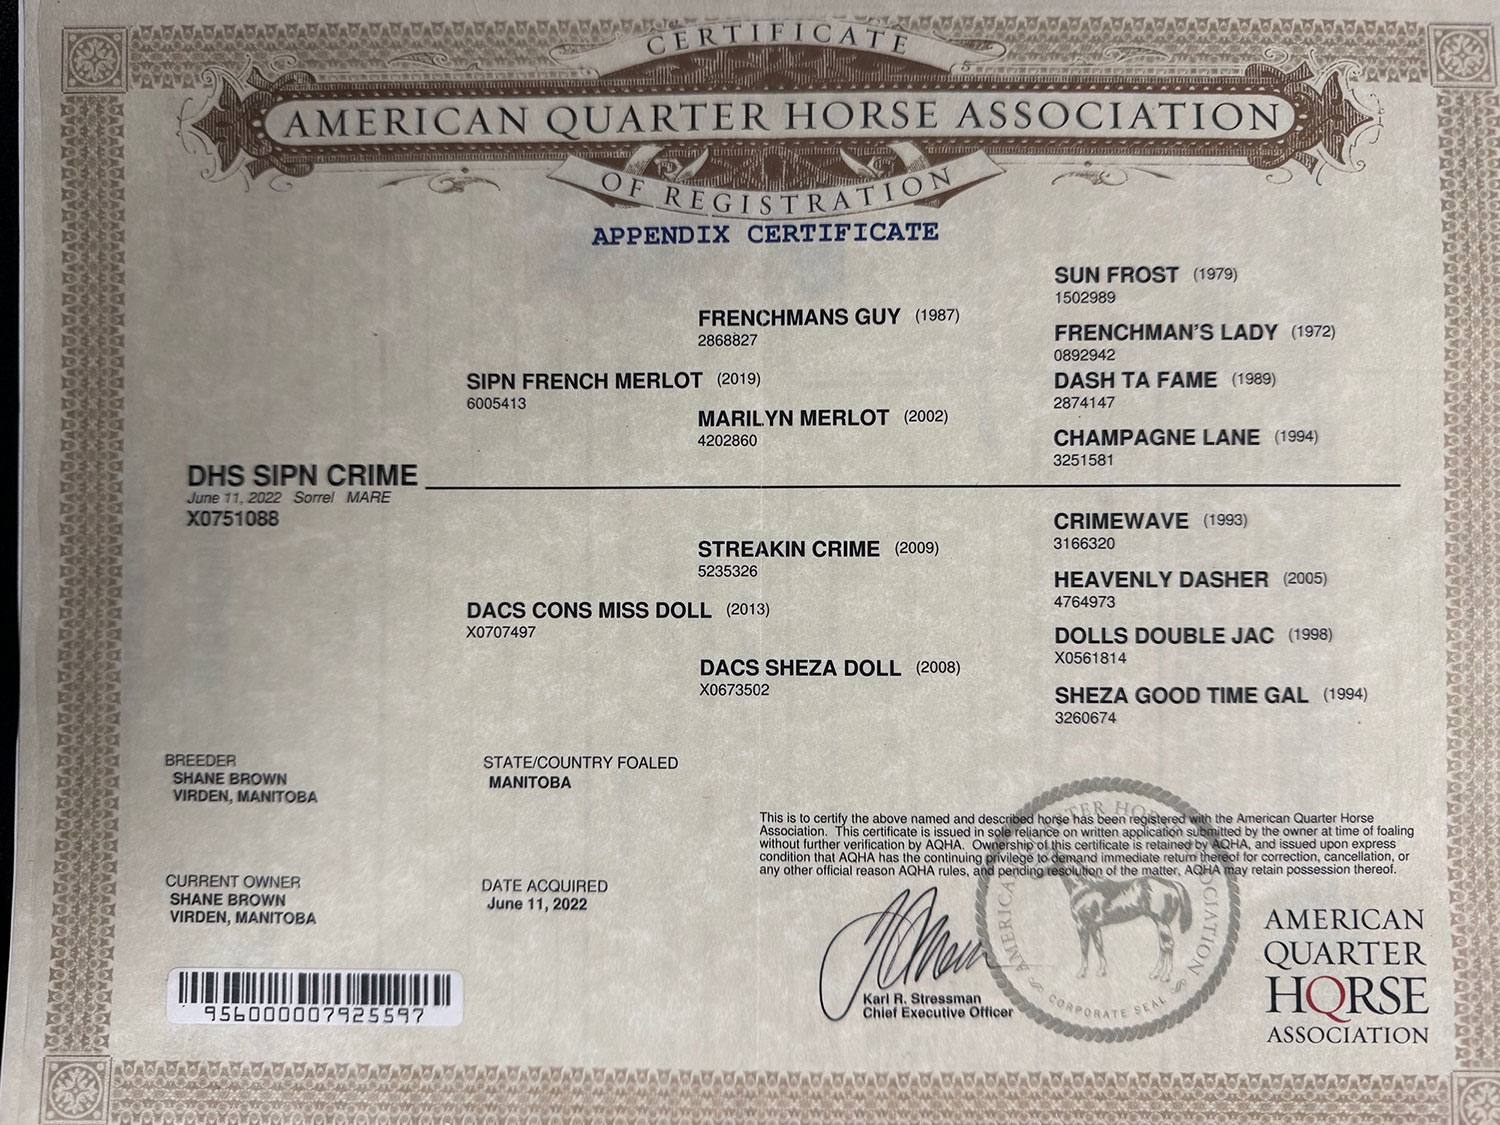 CERTIFICATE
AMERICAN QUARTER HORSE ASSOCIATION
OF REGISTRATION
APPENDIX CERTIFICATE
SUN FROST (1979)
1502989
FRENCHMANS GUY (1987)
2868827
FRENCHMAN'S LADY (1972)
0892942
SIPN FRENCH MERLOT (2019)
6005413
DASH TA FAME (1989)
2874147
MARILYN MERLOT (2002)
4202860
CHAMPAGNE LANE (1994)
3251581
DHS SIPN CRIME
June 11, 2022 Sorrel MARE
X0751088
CRIMEWAVE (1993)
3166320
STREAKIN CRIME (2009)
5235326
HEAVENLY DASHER (2005)
4764973
DACS CONS MISS DOLL (2013)
X0707497
DOLLS DOUBLE JAC (1998)
X0561814
DACS SHEZA DOLL (2008)
X0673502
SHEZA GOOD TIME GAL (1994)
3260674
BREEDER
SHANE BROWN
VIRDEN, MANITOBA
STATE/COUNTRY FOALED
MANITOBA
CURRENT OWNER
SHANE BROWN
VIRDEN, MANITOBA
DATE ACQUIRED
June 11, 2022
This is to certify the above named and described horse has been registered with the American Quarter Horse
Association. This certificate is issued in sole reliance on written application submitted by the owner at time of foaling
without further verification by AQHA. Ownership of this certificate is retained by AQHA, and issued upon express
condition that AQHA has the continuing privilege to demand immediate return thereof for correction, cancellation, or
any other official reason AQHA rules, and pending resolution of the matter, AQHA may retain possession thereof.
Karl R. Stressman
Chief Executive Officer
CORPORATE SEAL
AMERICAN
QUARTER
HORSE
ASSOCIATION
956000007925597